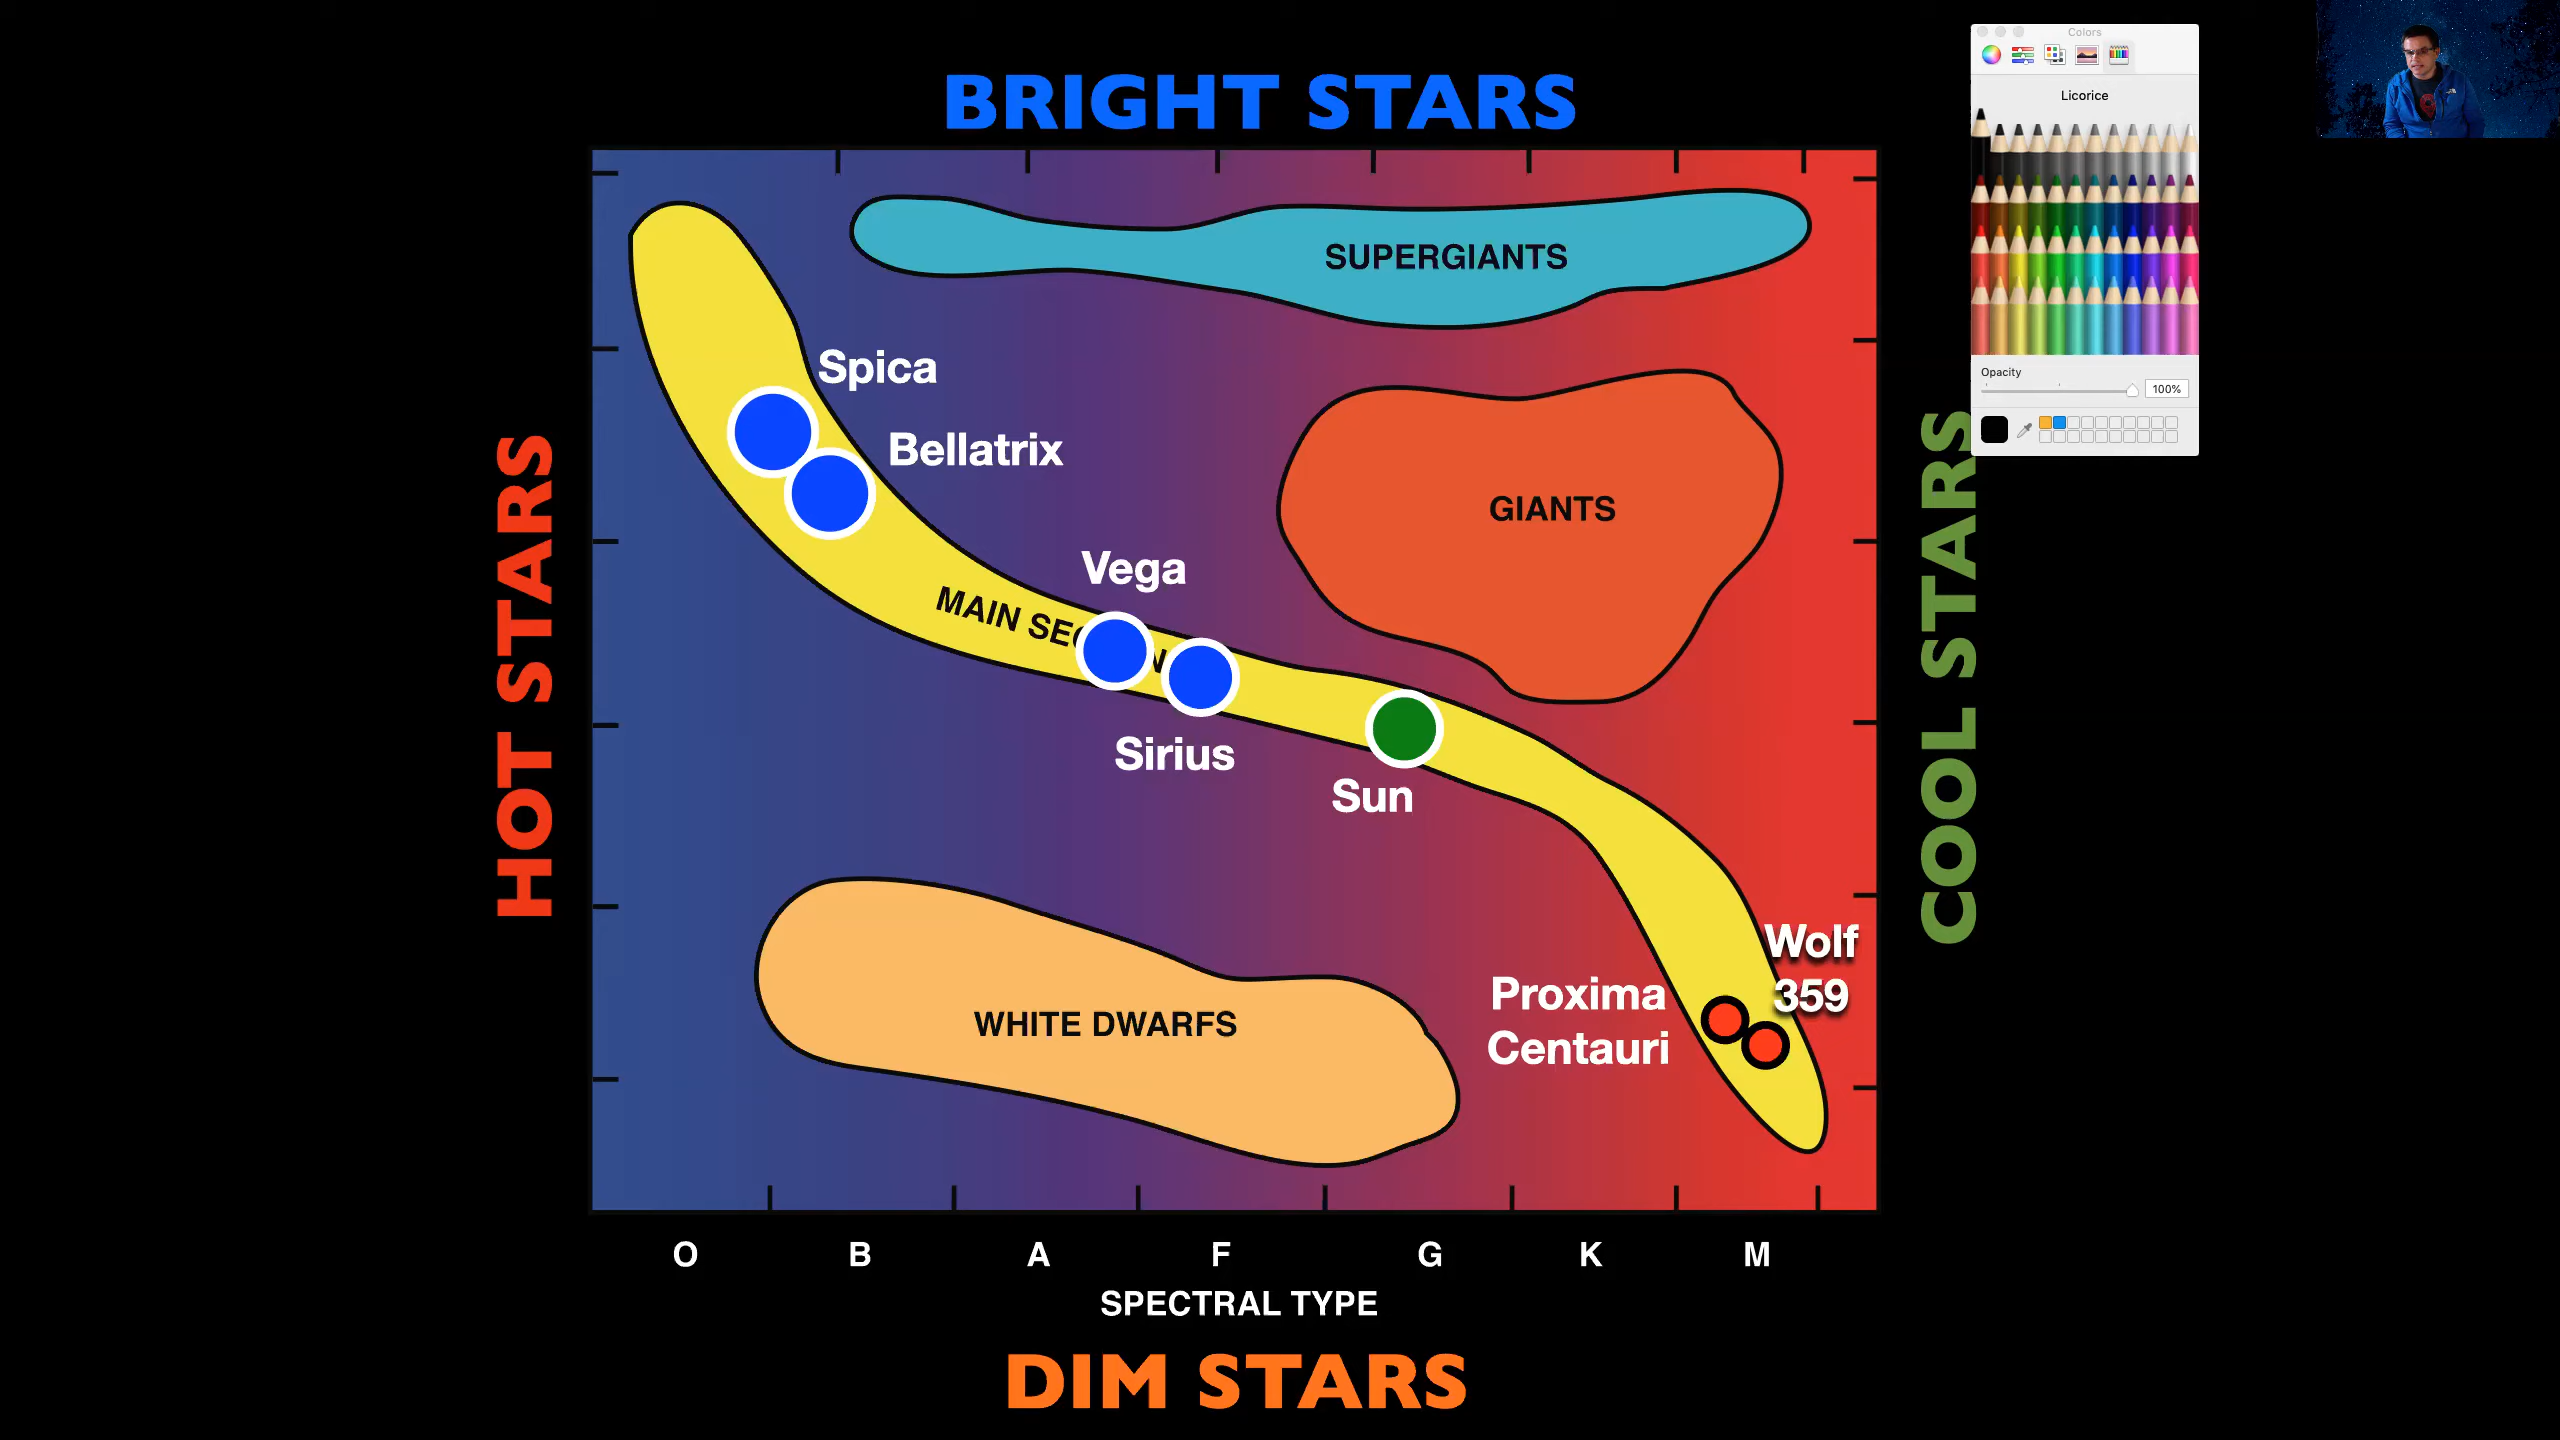 BRIGHT STARS
Colors
Licorice
SUPERGIANTS
Spica
Opacity
100%
Bellatrix
GIANTS
Vega
HOT STARS
COOL STARS
MAIN SE
N
Sirius
Sun
Wolf
359
Proxima
Centauri
WHITE DWARFS
O B A F G K M
SPECTRAL TYPE
DIM STARS